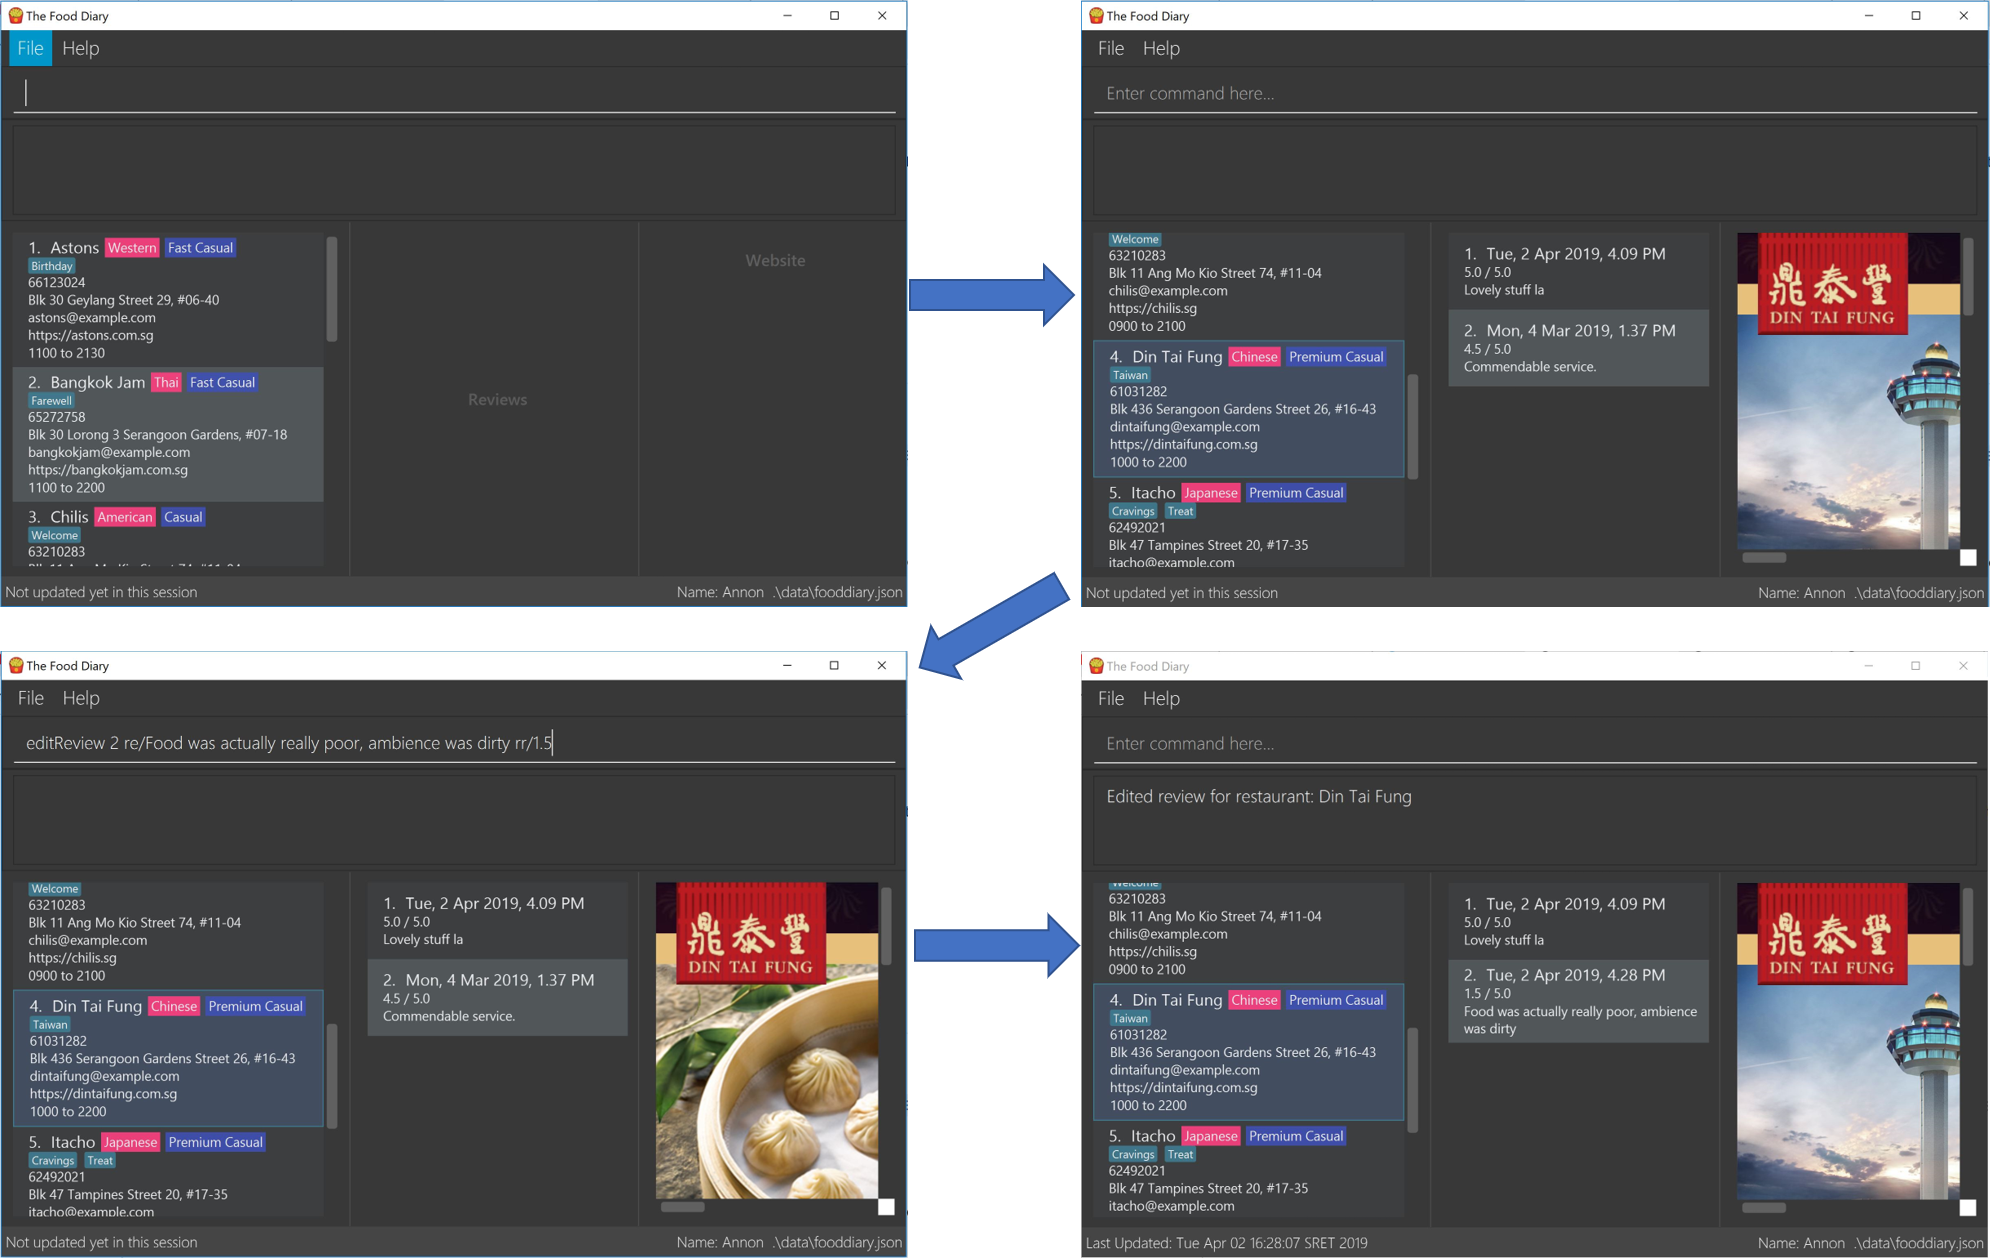 The Food Diary
File Help
1. Astons Western Fast Casual
Birthday
66123024
Blk 30 Geylang Street 29, #06-40
astons@example.com
https://astons.com.sg
1100 to 2130
2. Bangkok Jam Thai Fast Casual
Farewell
65272758
Blk 30 Lorong 3 Serangoon Gardens, #07-18
bangkokjam@example.com
https://bangkokjam.com.sg
1100 to 2200
3. Chilis American Casual
Welcome
63210283
Blk 11 Ang Mo Kio Street 74, #11-04
Reviews
Website
Not updated yet in this session
Name: Annon .\data\fooddiary.json
The Food Diary
File Help
Enter command here...
Welcome
63210283
Blk 11 Ang Mo Kio Street 74, #11-04
chilis@example.com
https://chilis.sg
0900 to 2100
4. Din Tai Fung Chinese Premium Casual
Taiwan
61031282
Blk 436 Serangoon Gardens Street 26, #16-43
dintaifung@example.com
https://dintaifung.com.sg
1000 to 2200
5. Itacho Japanese Premium Casual
Cravings Treat
62492021
Blk 47 Tampines Street 20, #17-35
itacho@example.com
1. Tue, 2 Apr 2019, 4.09 PM
5.0 / 5.0
Lovely stuff la
2. Mon, 4 Mar 2019, 1.37 PM
4.5 / 5.0
Commendable service.
鼎泰豐
DIN TAI FUNG
Not updated yet in this session
Name: Annon .\data\fooddiary.json
The Food Diary
File Help
editReview 2 re/Food was actually really poor, ambience was dirty rr/1.5
Welcome
63210283
Blk 11 Ang Mo Kio Street 74, #11-04
chilis@example.com
https://chilis.sg
0900 to 2100
4. Din Tai Fung Chinese Premium Casual
Taiwan
61031282
Blk 436 Serangoon Gardens Street 26, #16-43
dintaifung@example.com
https://dintaifung.com.sg
1000 to 2200
5. Itacho Japanese Premium Casual
Cravings Treat
62492021
Blk 47 Tampines Street 20, #17-35
itacho@example.com
1. Tue, 2 Apr 2019, 4.09 PM
5.0 / 5.0
Lovely stuff la
2. Mon, 4 Mar 2019, 1.37 PM
4.5 / 5.0
Commendable service.
鼎泰豐
DIN TAI FUNG
Not updated yet in this session
Name: Annon .\data\fooddiary.json
The Food Diary
File Help
Enter command here...
Edited review for restaurant: Din Tai Fung
Welcome
63210283
Blk 11 Ang Mo Kio Street 74, #11-04
chilis@example.com
https://chilis.sg
0900 to 2100
4. Din Tai Fung Chinese Premium Casual
Taiwan
61031282
Blk 436 Serangoon Gardens Street 26, #16-43
dintaifung@example.com
https://dintaifung.com.sg
1000 to 2200
5. Itacho Japanese Premium Casual
Cravings Treat
62492021
Blk 47 Tampines Street 20, #17-35
itacho@example.com
1. Tue, 2 Apr 2019, 4.09 PM
5.0 / 5.0
Lovely stuff la
2. Tue, 2 Apr 2019, 4.28 PM
1.5 / 5.0
Food was actually really poor, ambience
was dirty
鼎泰豐
DIN TAI FUNG
Last Updated: Tue Apr 02 16:28:07 SRET 2019
Name: Annon .\data\fooddiary.json